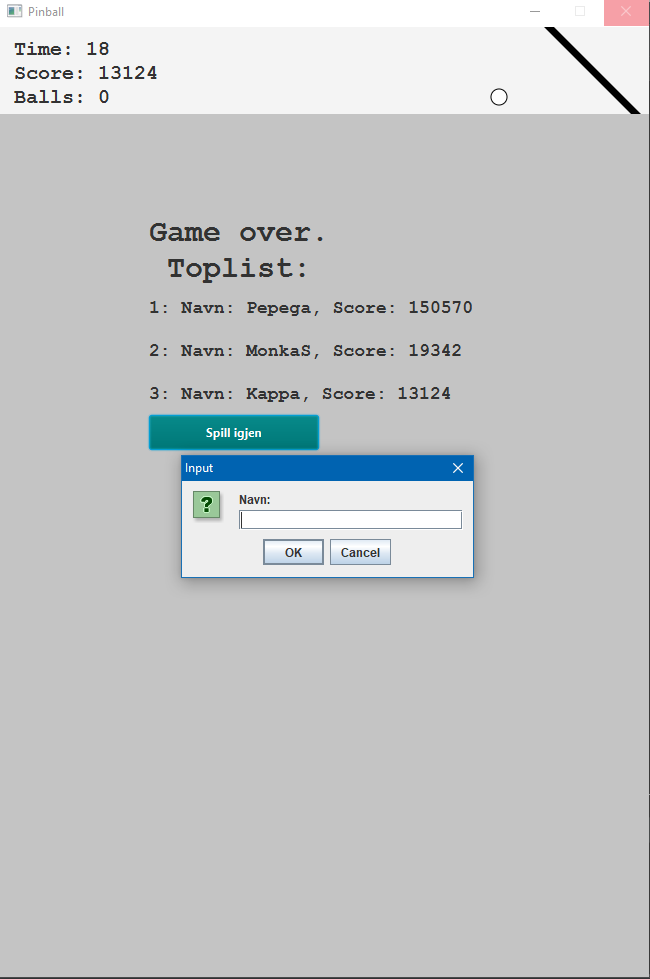 Pinball
Time: 18
Score: 13124
Balls: 0
Game over.
Toplist:
1: Navn: Pepega, Score: 150570
2: Navn: MonkaS, Score: 19342
3: Navn: Kappa, Score: 13124
Spill igjen
Input
?
Navn:
OK Cancel